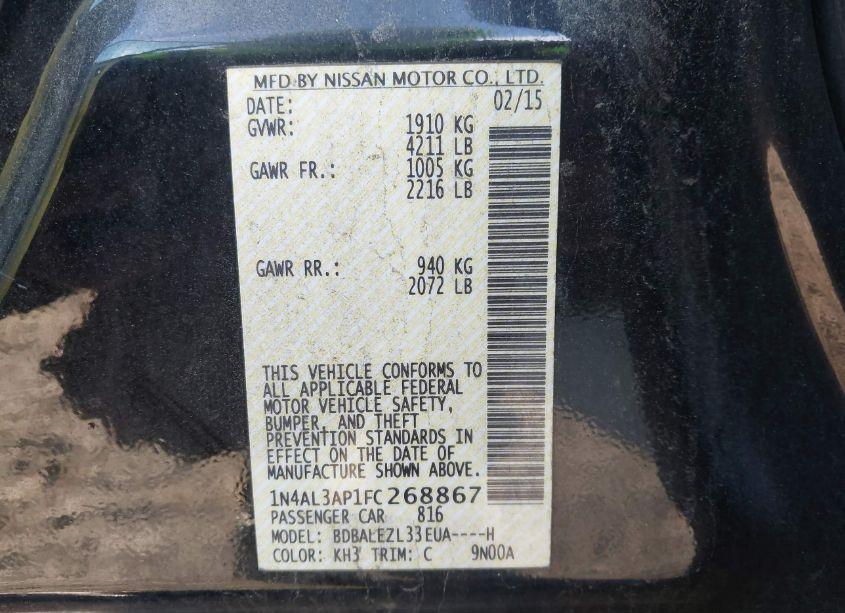 MFD BY NISSAN MOTOR CO., LTD.
DATE: 02/15
GVWR: 1910 KG
4211 LB
GAWR FR.: 1005 KG
2216 LB
GAWR RR.: 940 KG
2072 LB
THIS VEHICLE CONFORMS TO
ALL APPLICABLE FEDERAL
MOTOR VEHICLE SAFETY,
BUMPER, AND THEFT
PREVENTION STANDARDS IN
EFFECT ON THE DATE OF
MANUFACTURE SHOWN ABOVE.
1N4AL3AP1FC268867
PASSENGER CAR 816
MODEL: BDBALEZL33EUA----H
COLOR: KH3 TRIM: C 9N00A